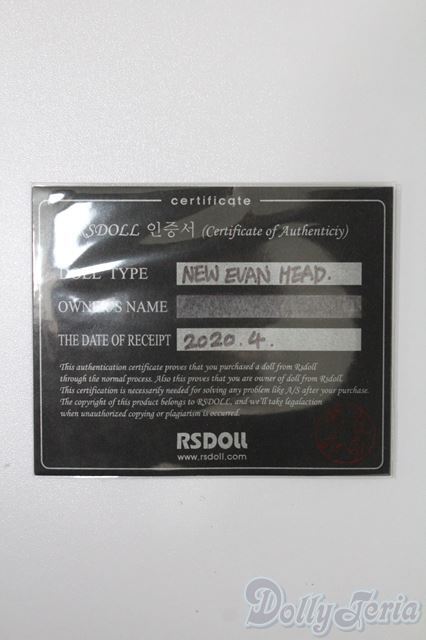 certificate
RSDOLL 인증서 (Certificate of Authenticiy)
DOLL TYPE NEW EVAN HEAD.
OWNER'S NAME
THE DATE OF RECEIPT 2020. 4.
This authentication certificate proves that you purchased a doll from Rsdoll
through the normal process. Also this proves that you are owner of doll from Rsdoll.
This certification is necessarily needed for solving any problem like A/S after your purchase.
The copyright of this product belongs to RSDOLL, and we'll take legalaction
when unauthorized copying or plagiarism is occurred.
RSDOLL
www.rsdoll.com
DollyTeria